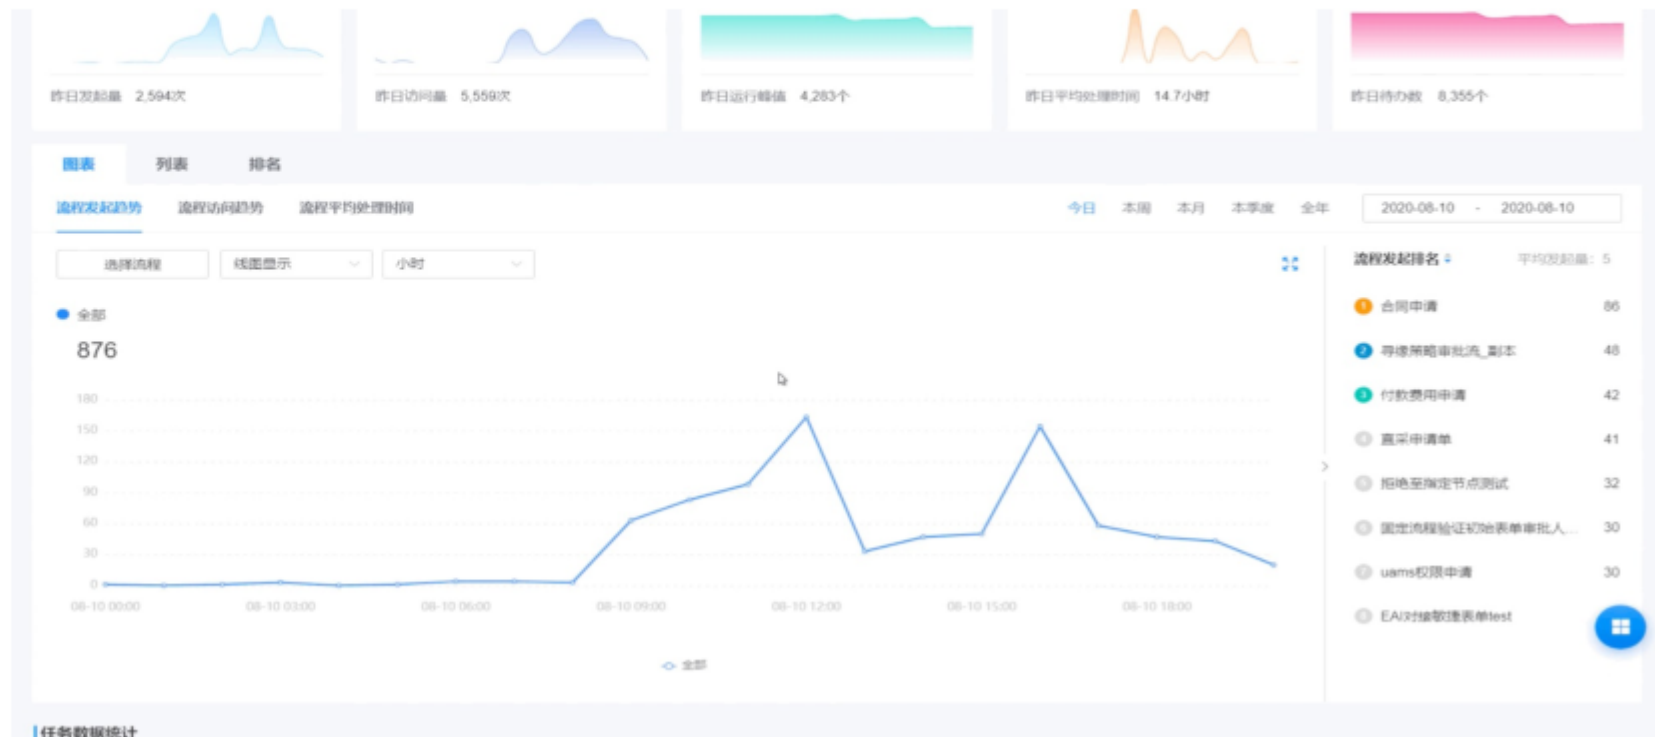 昨日发起量 2,594次
昨日访问量 5,559次
昨日运行峰值 4,283个
昨日平均处理时间 14.7小时
昨日待办数 8,355个
图表 列表 排名
流程发起趋势 流程访问趋势 流程平均处理时间
今日 本周 本月 本季度 全年 2020-08-10 - 2020-08-10
选择流程 线图显示 小时
全部
876
180
150
120
90
60
30
0
08-10 00:00 08-10 03:00 08-10 06:00 08-10 09:00 08-10 12:00 08-10 15:00 08-10 18:00
全部
流程发起排名 平均发起量: 5
1 合同申请 86
2 寻缘策略审批流_副本 48
3 付款费用申请 42
4 直采申请单 41
5 拒绝至指定节点测试 32
6 固定流程验证初始表单审批人... 30
7 uams权限申请 30
8 EAI对接敏捷表单test
任务数据统计